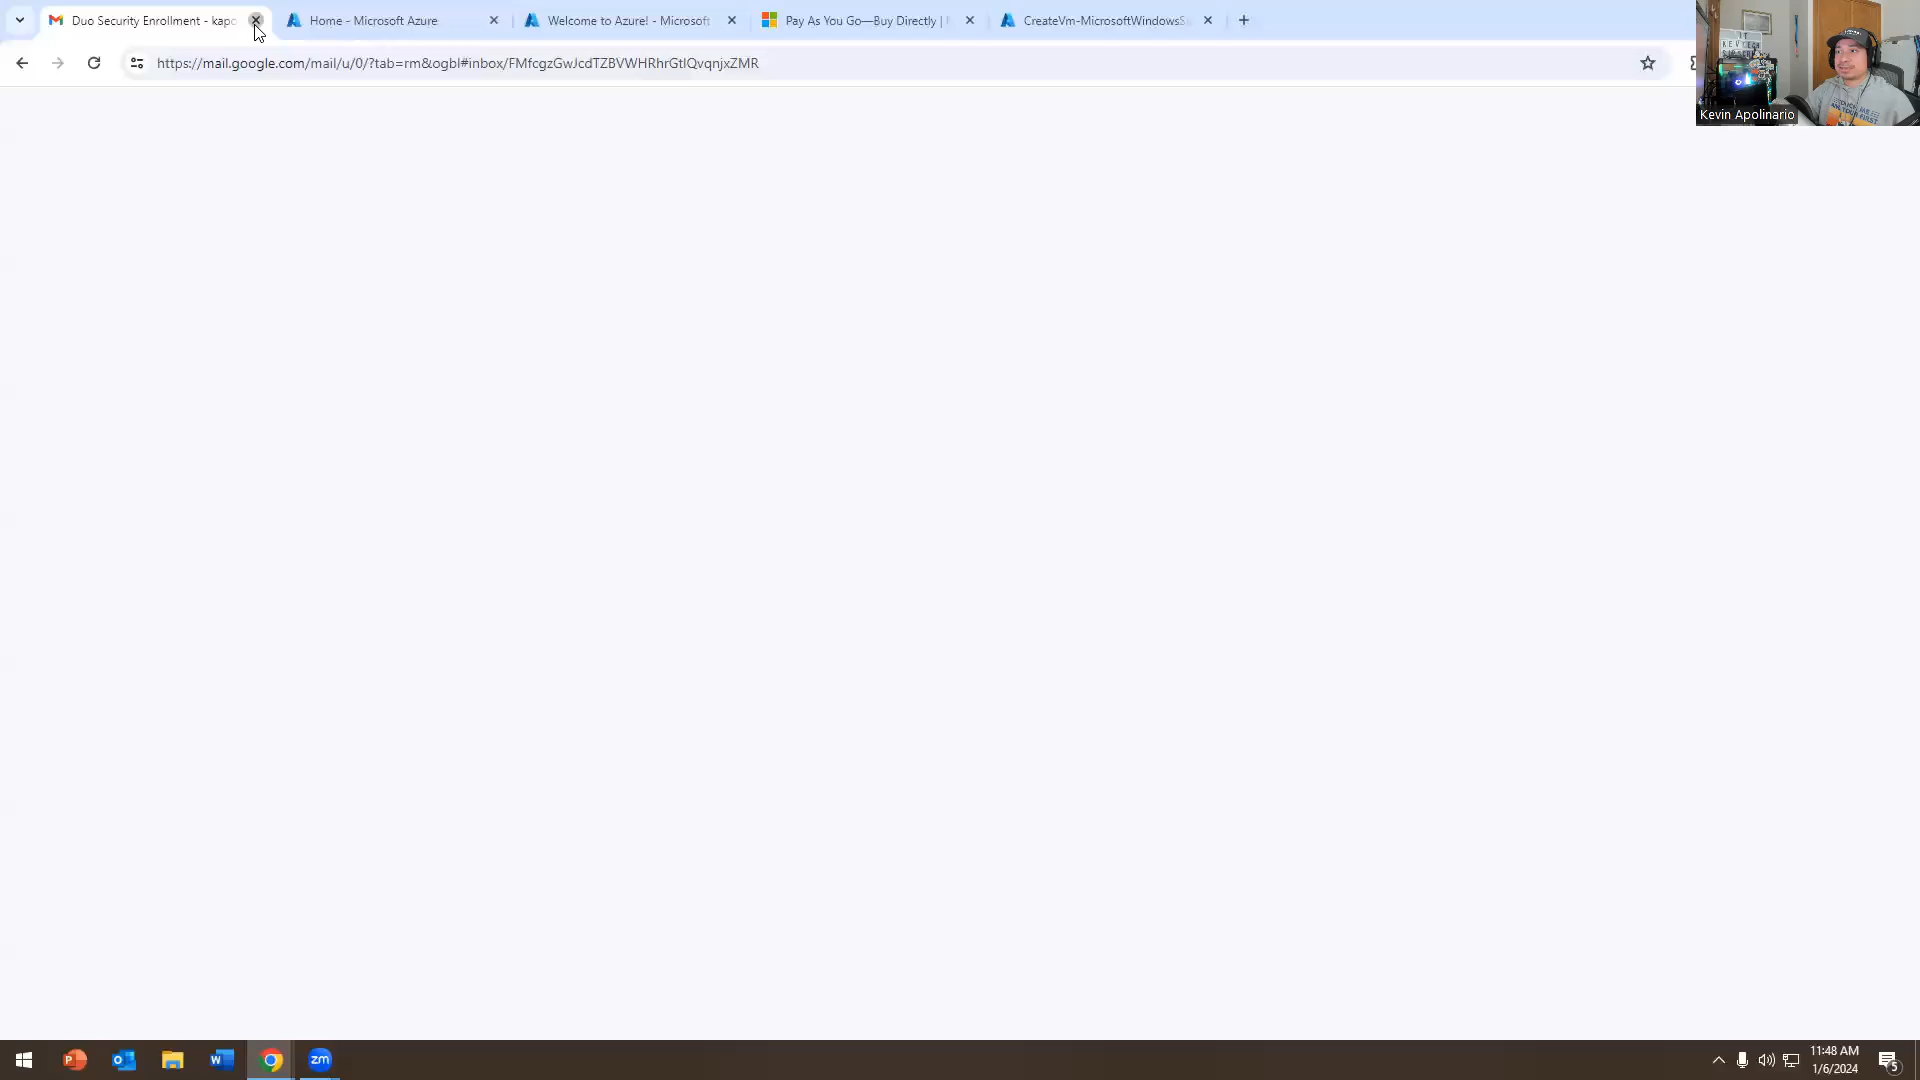 Duo Security Enrollment - kapo
Home - Microsoft Azure
Welcome to Azure! - Microsoft
Pay As You Go—Buy Directly |
CreateVm-MicrosoftWindowsS
https://mail.google.com/mail/u/0/?tab=rm&ogbl#inbox/FMfcgzGwJcdTZBVWHRhrGtlQvqnjxZMR
Kevin Apolinario
zm
11:48 AM
1/6/2024
5